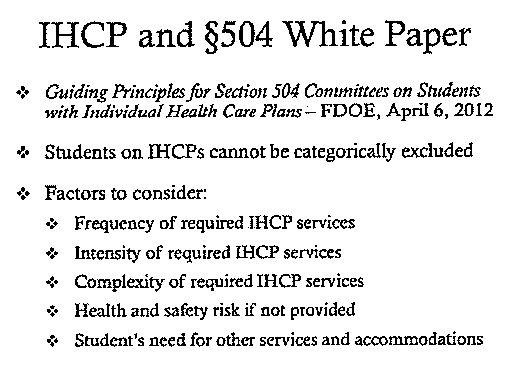 IHCP and §504 White Paper
❖ Guiding Principles for Section 504 Committees on Students
with Individual Health Care Plans – FDOE, April 6, 2012
❖ Students on IHCPs cannot be categorically excluded
❖ Factors to consider:
❖ Frequency of required IHCP services
❖ Intensity of required IHCP services
❖ Complexity of required IHCP services
❖ Health and safety risk if not provided
❖ Student's need for other services and accommodations